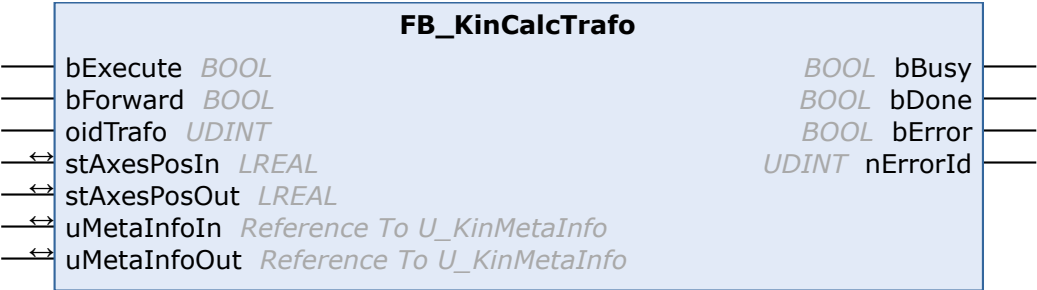 FB_KinCalcTrafo
bExecute BOOL BOOL bBusy
bForward BOOL BOOL bDone
oidTrafo UDINT BOOL bError
stAxesPosIn LREAL UDINT nErrorId
stAxesPosOut LREAL
uMetaInfoIn Reference To U_KinMetaInfo
uMetaInfoOut Reference To U_KinMetaInfo